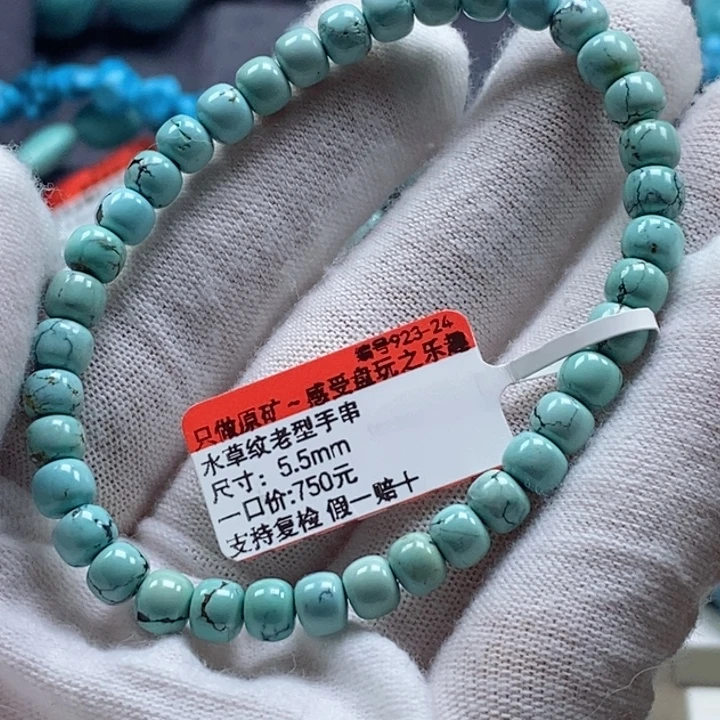 编号923-24
只做原矿～感受盘玩之乐趣
水草纹老型手串
尺寸：5.5mm
一口价:750元
支持复检 假一赔十